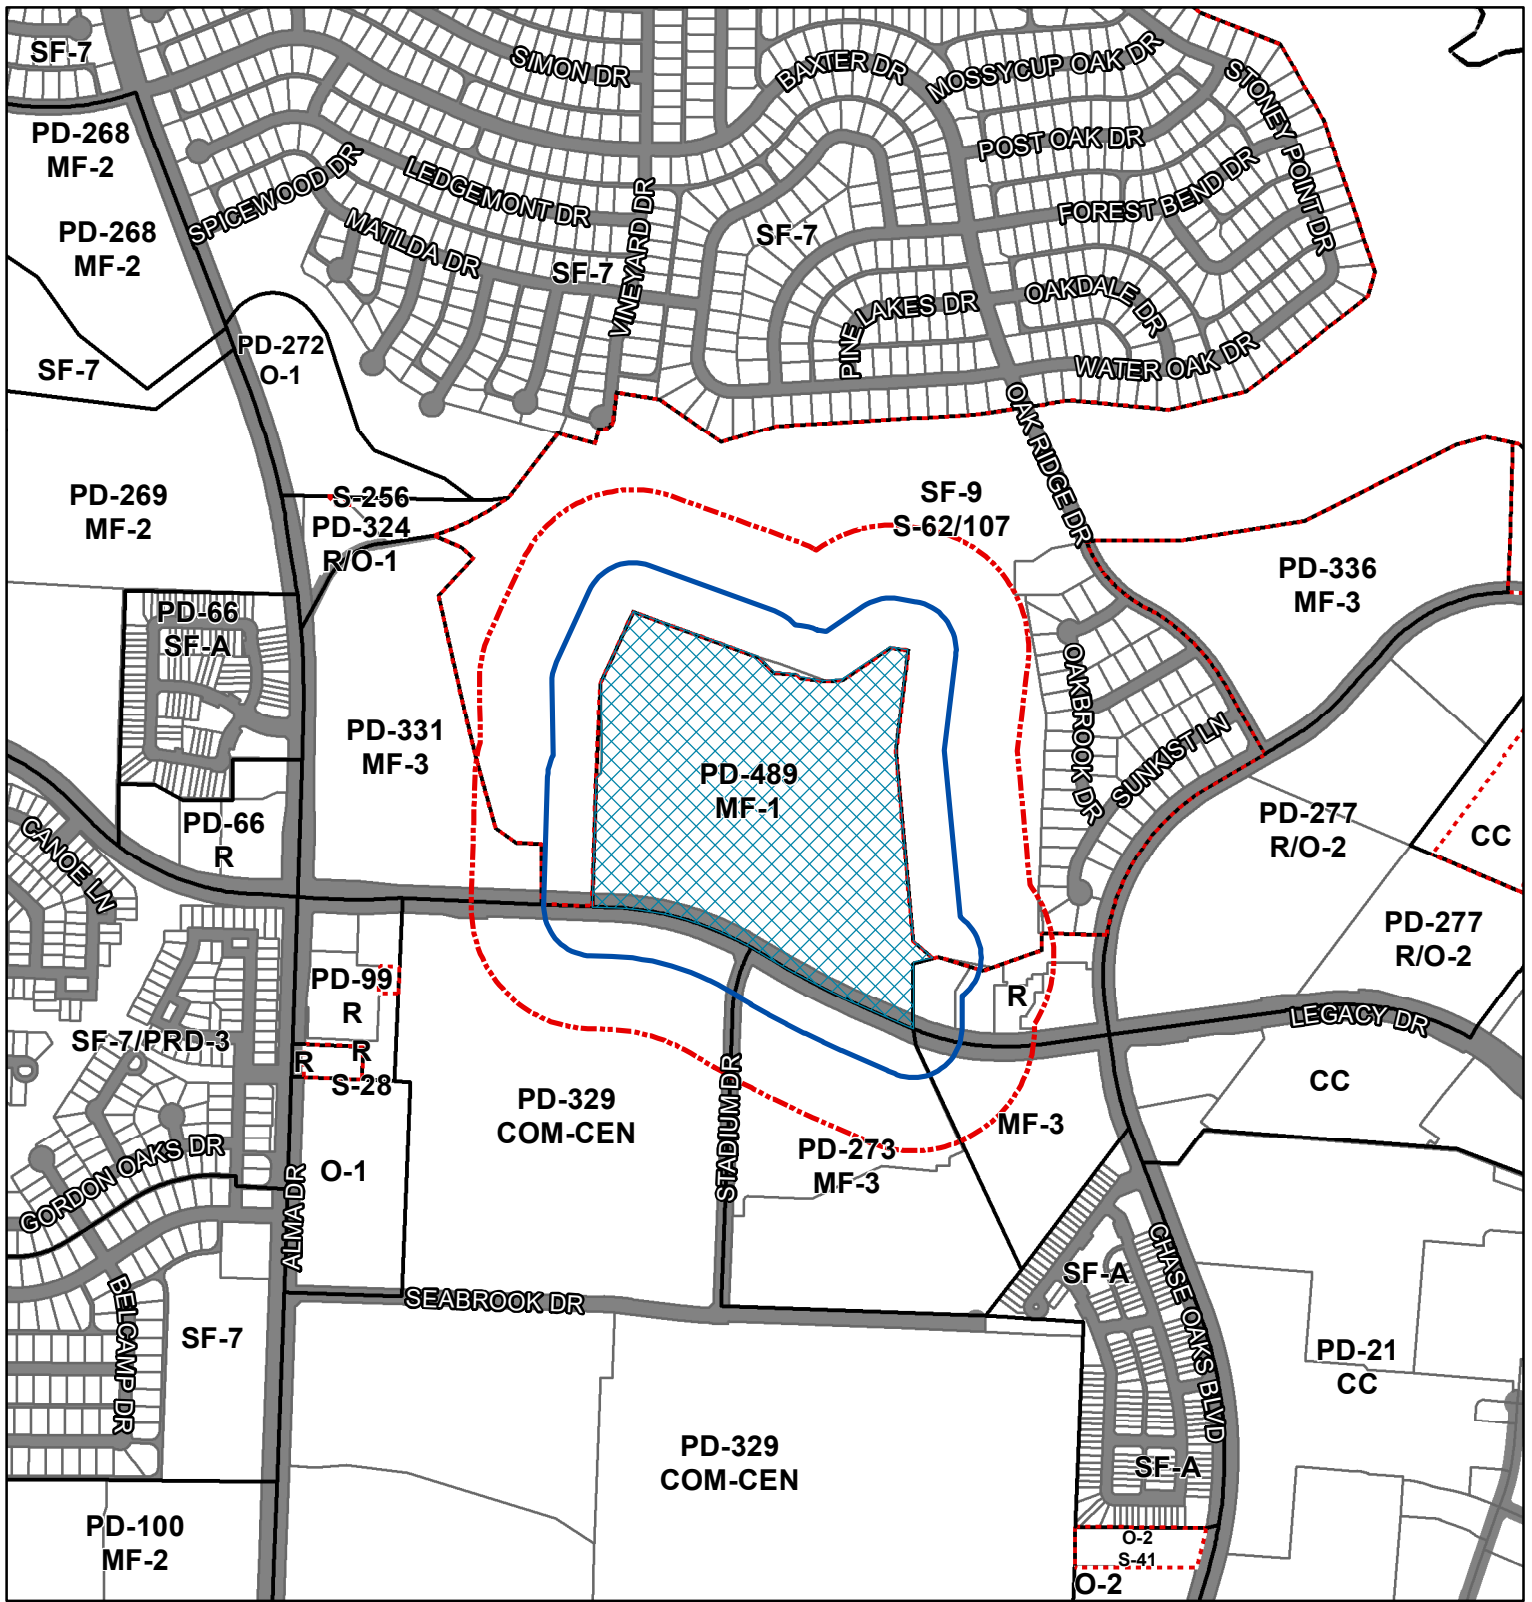 SF-7
SIMON DR
BAXTER DR
MOSSYCUP OAK DR
STONEY POINT DR
PD-268
MF-2
POST OAK DR
SPICEWOOD DR
LEDGEMONT DR
FOREST BEND DR
VINEYARD DR
MATILDA DR
PD-268
MF-2
SF-7
SF-7
OAKDALE DR
PINE LAKES DR
PD-272
O-1
SF-7
WATER OAK DR
OAK RIDGE DR
PD-269
MF-2
S-256
PD-324
R/O-1
SF-9
S-62/107
PD-336
MF-3
PD-66
SF-A
OAKBROOK DR
SUNKIST LN
PD-331
MF-3
PD-489
MF-1
PD-66
R
PD-277
R/O-2
CC
CANOE LN
PD-277
R/O-2
PD-99
R
R
LEGACY DR
SF-7/PRD-3
R
R
S-28
CC
PD-329
COM-CEN
STADIUM DR
MF-3
PD-273
MF-3
GORDON OAKS DR
O-1
ALMA DR
SF-A
CHASE OAKS BLVD
BELCAMP DR
SEABROOK DR
SF-7
PD-21
CC
PD-329
COM-CEN
SF-A
PD-100
MF-2
O-2
S-41
O-2